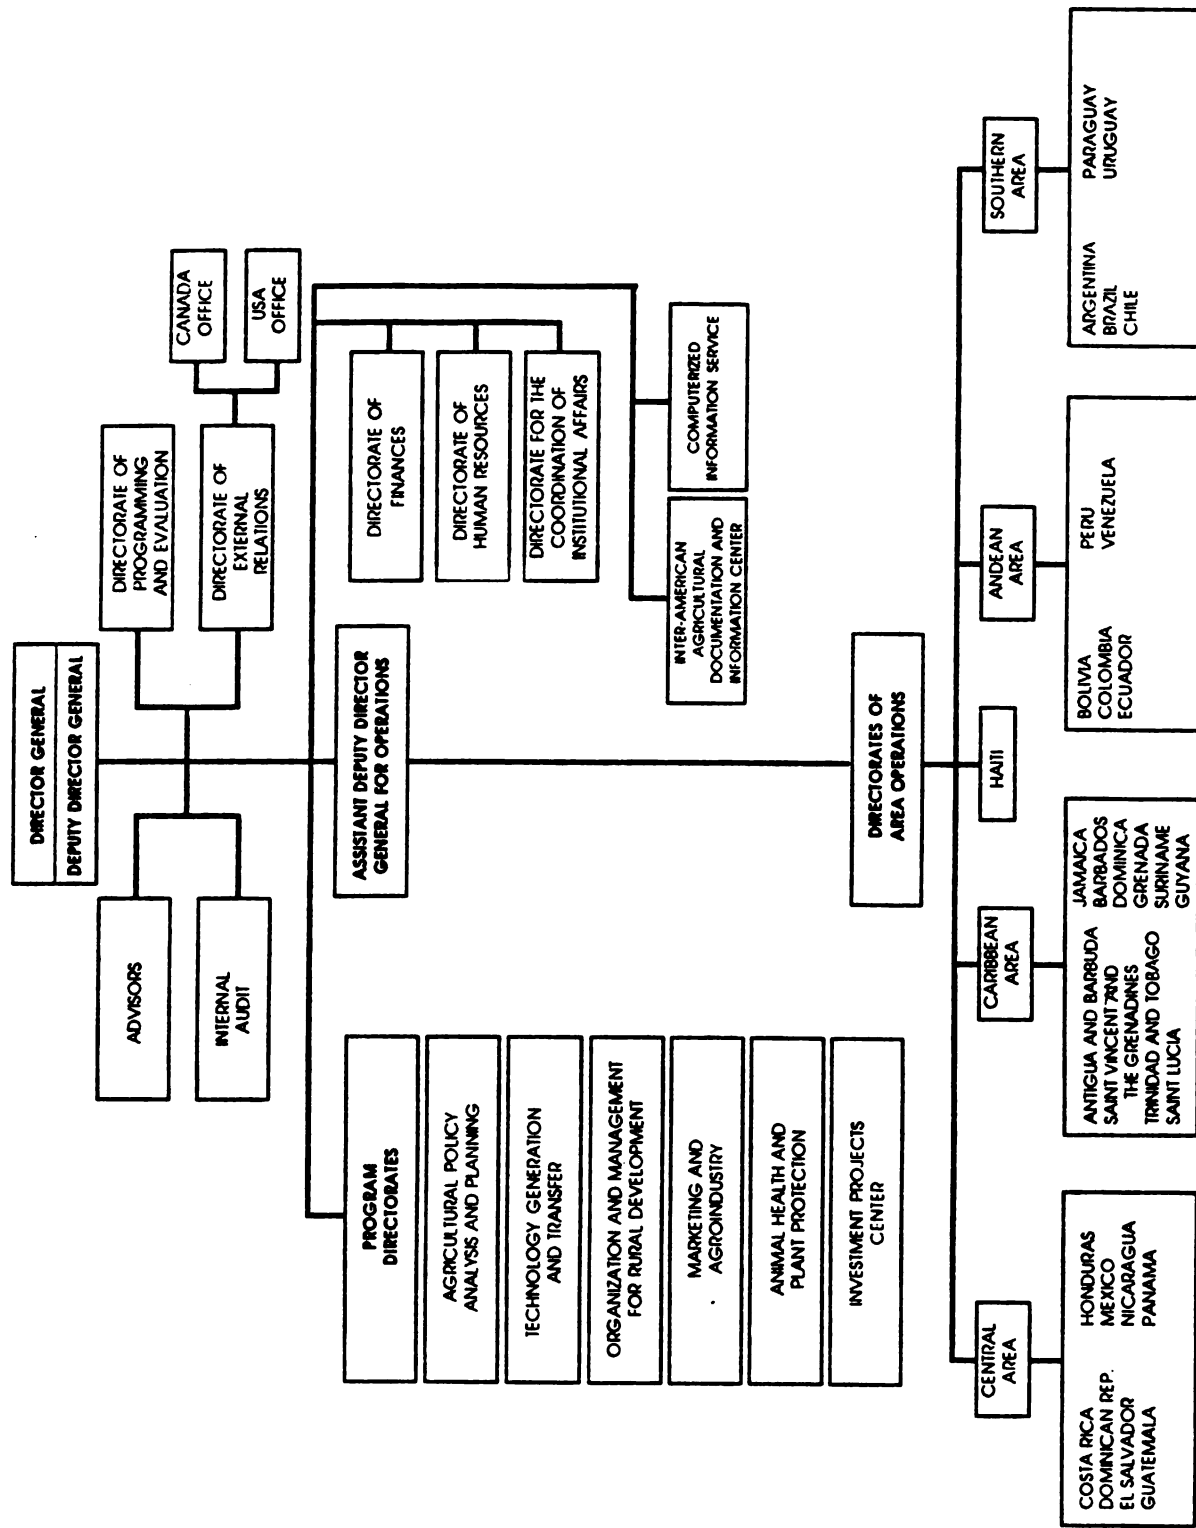 DIRECTOR GENERAL
DEPUTY DIRECTOR GENERAL
ADVISORS
INTERNAL
AUDIT
DIRECTORATE OF
PROGRAMMING
AND EVALUATION
DIRECTORATE OF
EXTERNAL
RELATIONS
CANADA
OFFICE
USA
OFFICE
ASSISTANT DEPUTY DIRECTOR
GENERAL FOR OPERATIONS
PROGRAM
DIRECTORATES
AGRICULTURAL POLICY
ANALYSIS AND PLANNING
TECHNOLOGY GENERATION
AND TRANSFER
ORGANIZATION AND MANAGEMENT
FOR RURAL DEVELOPMENT
MARKETING AND
AGROINDUSTRY
ANIMAL HEALTH AND
PLANT PROTECTION
INVESTMENT PROJECTS
CENTER
DIRECTORATE OF
FINANCES
DIRECTORATE OF
HUMAN RESOURCES
DIRECTORATE FOR THE
COORDINATION OF
INSTITUTIONAL AFFAIRS
INTER-AMERICAN
AGRICULTURAL
DOCUMENTATION AND
INFORMATION CENTER
COMPUTERIZED
INFORMATION SERVICE
DIRECTORATES OF
AREA OPERATIONS
CENTRAL
AREA
COSTA RICA
DOMINICAN REP.
EL SALVADOR
GUATEMALA
HONDURAS
MEXICO
NICARAGUA
PANAMA
CARIBBEAN
AREA
ANTIGUA AND BARBUDA
SAINT VINCENT AND
THE GRENADINES
TRINIDAD AND TOBAGO
SAINT LUCIA
JAMAICA
BARBADOS
DOMINICA
GRENADA
SURINAME
GUYANA
HAITI
ANDEAN
AREA
BOLIVIA
COLOMBIA
ECUADOR
PERU
VENEZUELA
SOUTHERN
AREA
ARGENTINA
BRAZIL
CHILE
PARAGUAY
URUGUAY